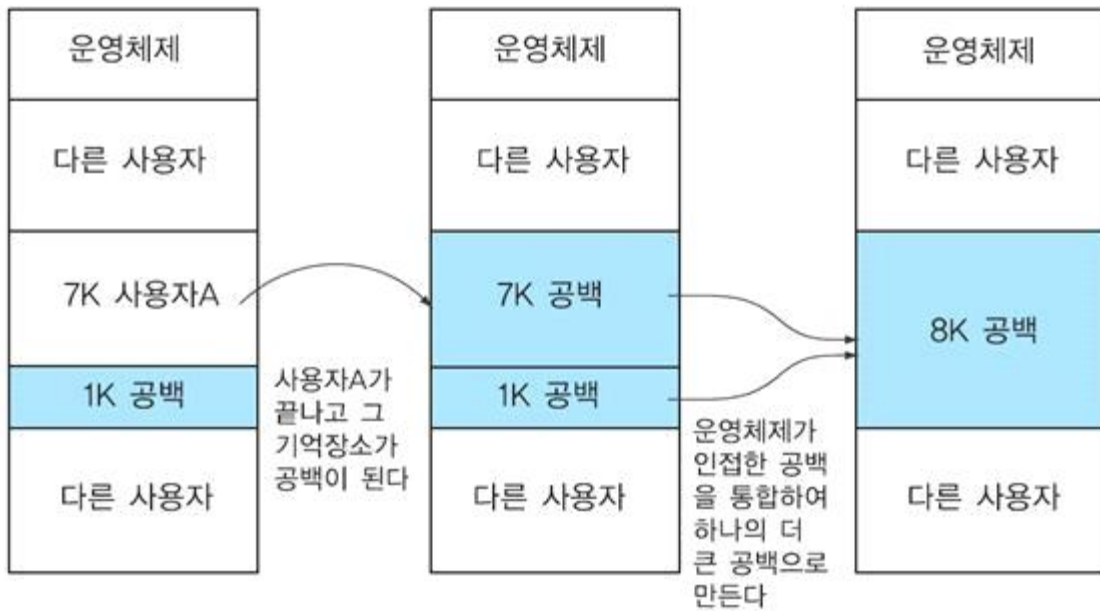 운영체제
다른 사용자
7K 사용자A
1K 공백
다른 사용자
사용자A가
끝나고 그
기억장소가
공백이 된다
운영체제
다른 사용자
7K 공백
1K 공백
다른 사용자
운영체제가
인접한 공백
을 통합하여
하나의 더
큰 공백으로
만든다
운영체제
다른 사용자
8K 공백
다른 사용자